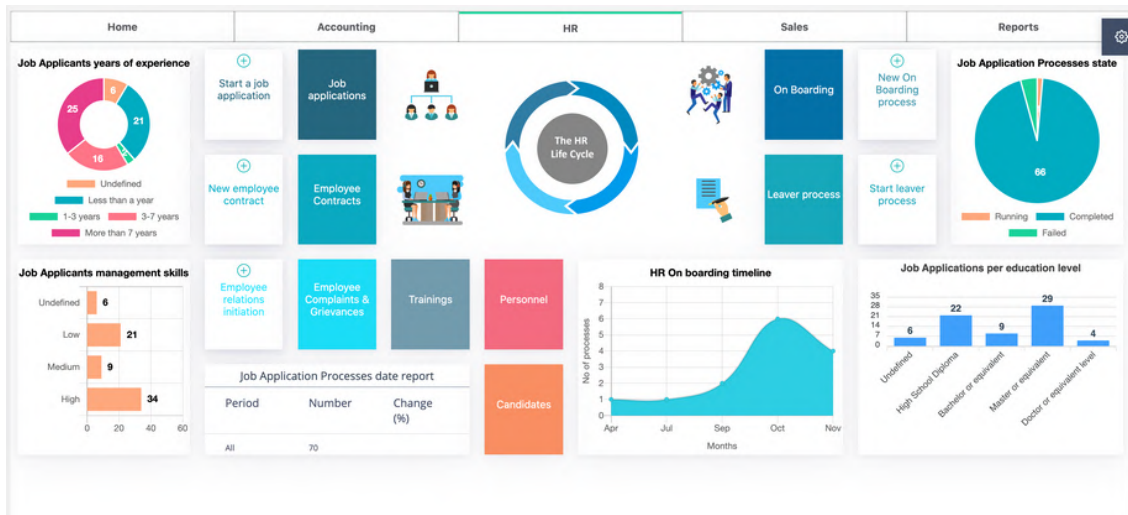 Home
Accounting
HR
Sales
Reports
Job Applicants years of experience
6
21
16
25
Undefined
Less than a year
1-3 years
3-7 years
More than 7 years
Start a job
application
Job
applications
New employee
contract
Employee
Contracts
The HR
Life Cycle
On Boarding
New On
Boarding
process
Leaver process
Start leaver
process
Job Application Processes state
66
Running
Completed
Failed
Job Applicants management skills
Undefined
6
Low
21
Medium
9
High
34
0
20
40
60
Employee
relations
initiation
Employee
Complaints &
Grievances
Trainings
Personnel
Job Application Processes date report
Period
Number
Change
(%)
All
70
Candidates
HR On boarding timeline
No of processes
8
7
6
5
4
3
2
1
0
Apr
Jul
Sep
Oct
Nov
Months
Job Applications per education level
35
28
21
14
7
0
6
22
9
29
4
Undefined
High School Diploma
Bachelor or equivalent
Master or equivalent
Doctor or equivalent level